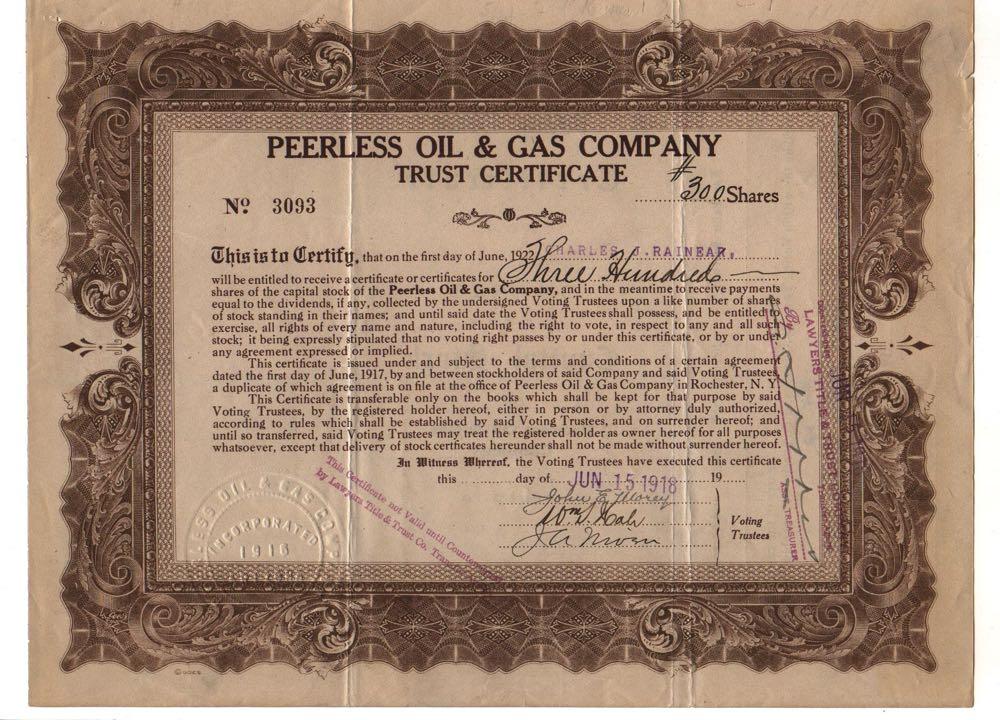 PEERLESS OIL & GAS COMPANY
TRUST CERTIFICATE
№ 3093
#300 Shares
This is to Certify, that on the first day of June, 1922, CHARLES J. RAINEAR,
will be entitled to receive a certificate or certificates for Three Hundred
shares of the capital stock of the Peerless Oil & Gas Company, and in the meantime to receive payments
equal to the dividends, if any, collected by the undersigned Voting Trustees upon a like number of shares
of stock standing in their names; and until said date the Voting Trustees shall possess, and be entitled to
exercise, all rights of every name and nature, including the right to vote, in respect to any and all such
stock; it being expressly stipulated that no voting right passes by or under this certificate, or by or under
any agreement expressed or implied.
This certificate is issued under and subject to the terms and conditions of a certain agreement
dated the first day of June, 1917, by and between stockholders of said Company and said Voting Trustees,
a duplicate of which agreement is on file at the office of Peerless Oil & Gas Company in Rochester, N. Y.
This Certificate is transferable only on the books which shall be kept for that purpose by said
Voting Trustees, by the registered holder hereof, either in person or by attorney duly authorized,
according to rules which shall be established by said Voting Trustees, and on surrender hereof; and
until so transferred, said Voting Trustees may treat the registered holder as owner hereof for all purposes
whatsoever, except that delivery of stock certficates hereunder shall not be made without surrender hereof.
In Witness Whereof, the Voting Trustees have executed this certificate
this day of JUN 15 1918 19
John E. Morey
Voting
Trustees
This Certificate not Valid until Countersigned
by Lawyers Title & Trust Co.
LAWYERS TITLE & TRUST
By
ASS'T TREASURER
OIL & GAS COMP
INCORPORATED
1916
© GOES